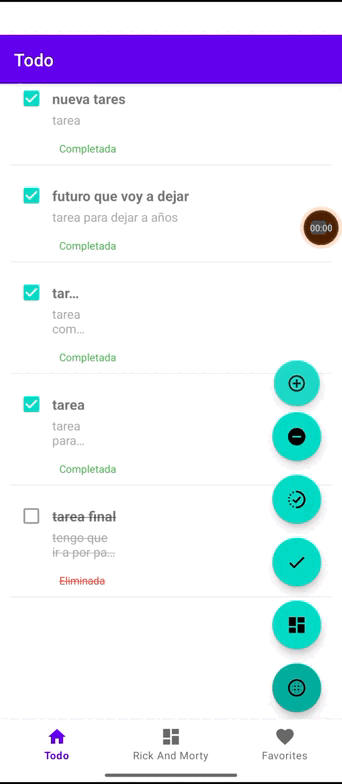 Todo
nueva tares
tarea
Completada
futuro que voy a dejar
tarea para dejar a años
Completada
00:00
tar...
tarea
com...
Completada
tarea
tarea
para...
Completada
tarea final
tengo que
ir a por pa...
Eliminada
Todo
Rick And Morty
Favorites